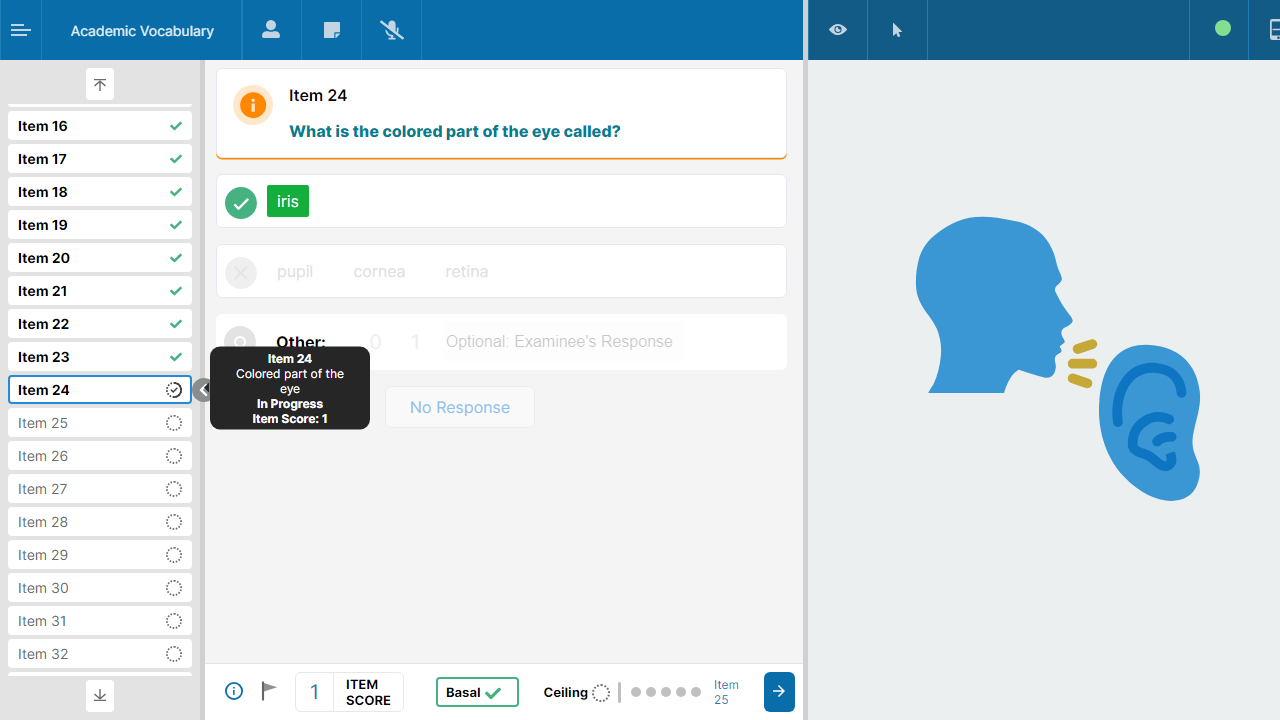 Academic Vocabulary
Item 16
Item 17
Item 18
Item 19
Item 20
Item 21
Item 22
Item 23
Item 24
Item 25
Item 26
Item 27
Item 28
Item 29
Item 30
Item 31
Item 32
Item 24
What is the colored part of the eye called?
iris
pupil cornea retina
Other: 0 1 Optional: Examinee's Response
Item 24
Colored part of the
eye
In Progress
Item Score: 1
No Response
1 ITEM
SCORE
Basal
Ceiling
Item
25